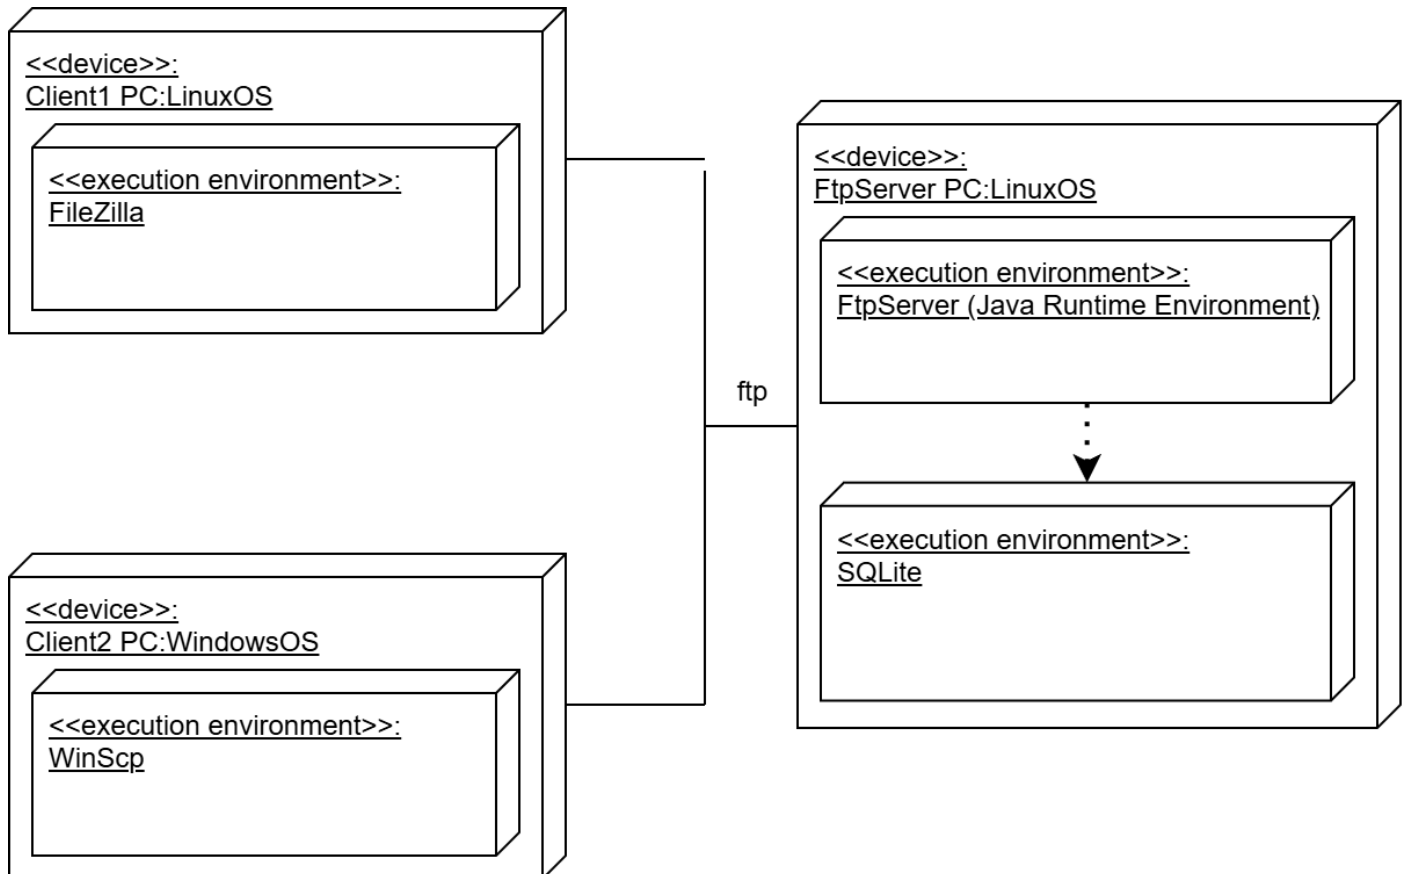 <<device>>:
Client1 PC:LinuxOS
<<execution environment>>:
FileZilla
<<device>>:
FtpServer PC:LinuxOS
<<execution environment>>:
FtpServer (Java Runtime Environment)
ftp
<<execution environment>>:
SQLite
<<device>>:
Client2 PC:WindowsOS
<<execution environment>>:
WinScp